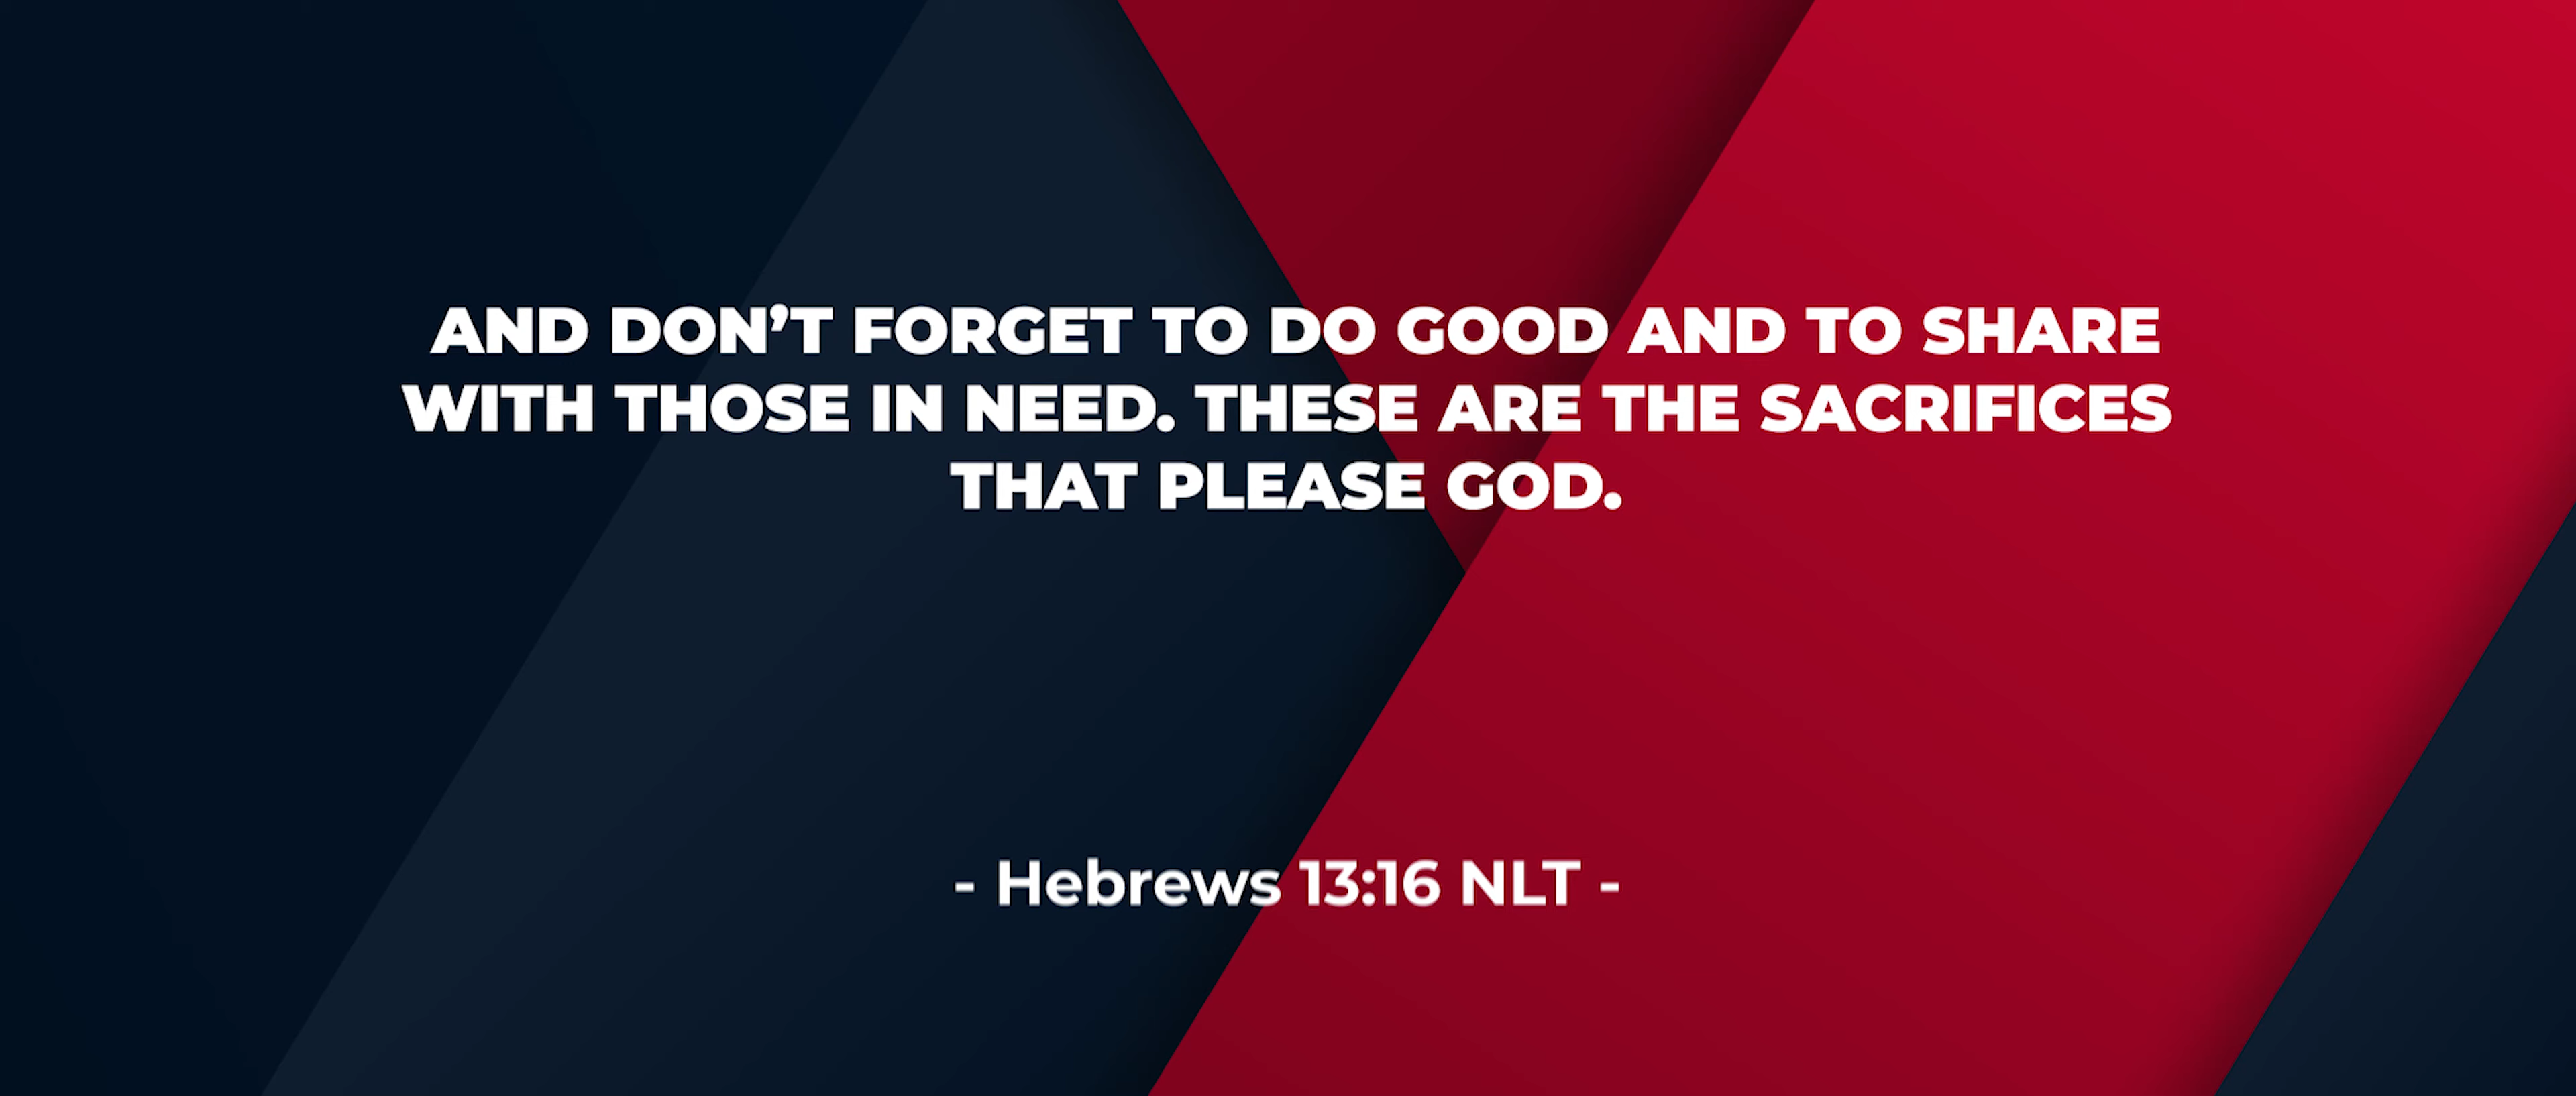 AND DON’T FORGET TO DO GOOD AND TO SHARE
WITH THOSE IN NEED. THESE ARE THE SACRIFICES
THAT PLEASE GOD.
- Hebrews 13:16 NLT -